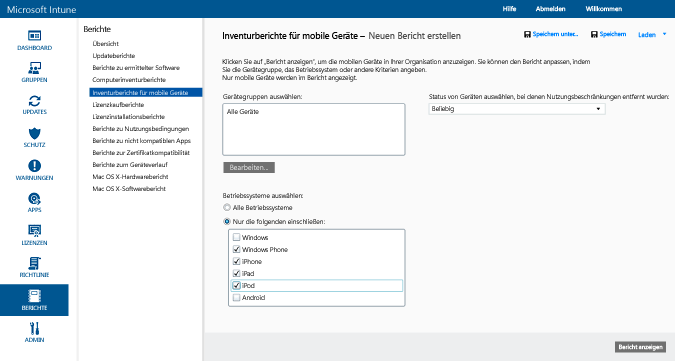 Microsoft Intune
Hilfe
Abmelden
Willkommen
DASHBOARD
GRUPPEN
UPDATES
SCHUTZ
WARNUNGEN
APPS
LIZENZEN
RICHTLINIE
BERICHTE
ADMIN
Berichte
Übersicht
Updateberichte
Berichte zu ermittelter Software
Computerinventurberichte
Inventurberichte für mobile Geräte
Lizenzkaufberichte
Lizenzinstallationsberichte
Berichte zu Nutzungsbedingungen
Berichte zu nicht kompatiblen Apps
Berichte zur Zertifikatkompatibilität
Berichte zum Geräteverlauf
Mac OS X-Hardwarebericht
Mac OS X-Softwarebericht
Inventurberichte für mobile Geräte – Neuen Bericht erstellen
Speichern unter...
Speichern
Laden
Klicken Sie auf „Bericht anzeigen", um die mobilen Geräte in Ihrer Organisation anzuzeigen. Sie können den Bericht anpassen, indem
Sie die Gerätegruppe, das Betriebssystem oder andere Kriterien angeben.
Nur mobile Geräte werden im Bericht angezeigt.
Gerätegruppen auswählen:
Alle Geräte
Bearbeiten...
Status von Geräten auswählen, bei denen Nutzungsbeschränkungen entfernt wurden:
Beliebig
Betriebssysteme auswählen:
Alle Betriebssysteme
Nur die folgenden einschließen:
Windows
Windows Phone
iPhone
iPad
iPod
Android
Bericht anzeigen